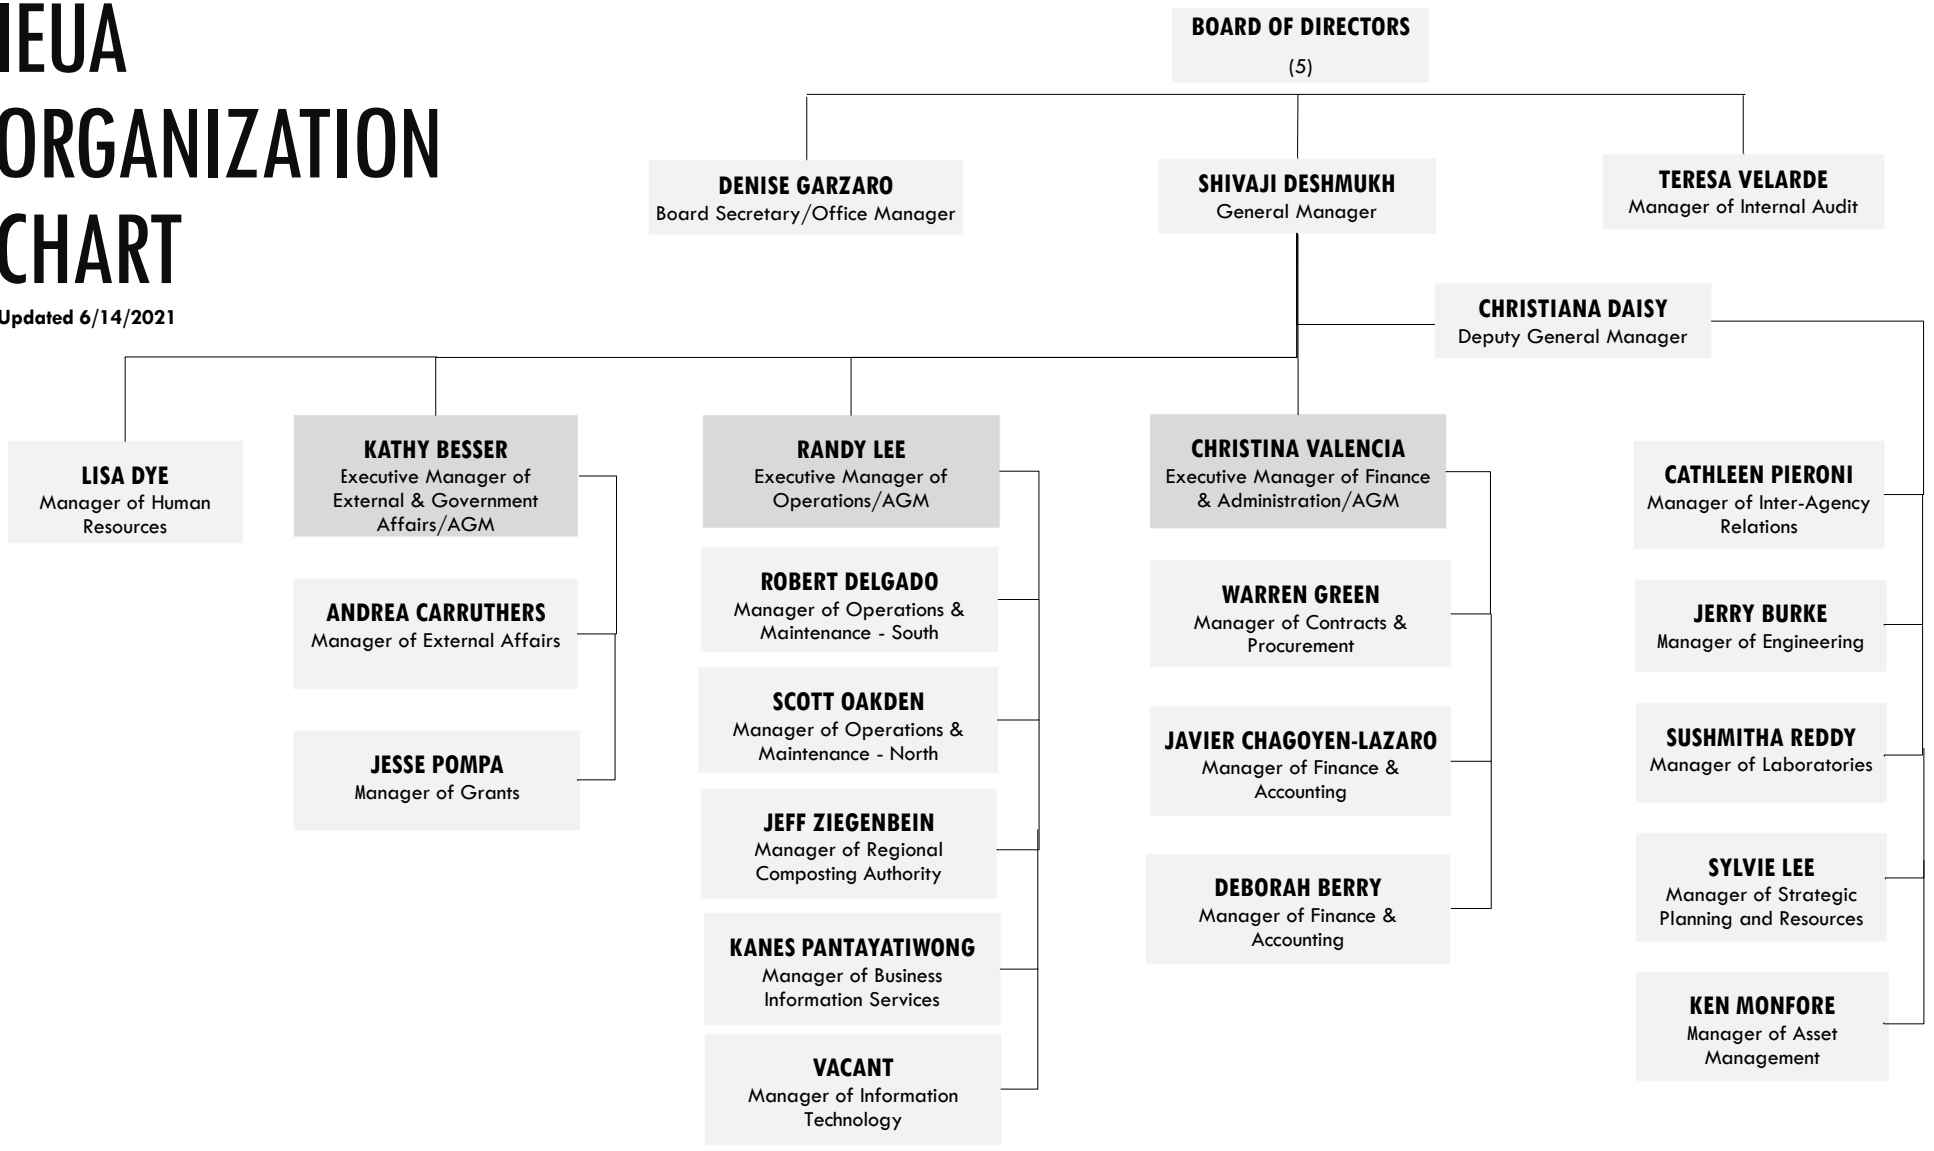 IEUA
ORGANIZATION
CHART
Updated 6/14/2021
BOARD OF DIRECTORS
(5)
DENISE GARZARO
Board Secretary/Office Manager
SHIVAJI DESHMUKH
General Manager
TERESA VELARDE
Manager of Internal Audit
CHRISTIANA DAISY
Deputy General Manager
LISA DYE
Manager of Human
Resources
KATHY BESSER
Executive Manager of
External & Government
Affairs/AGM
ANDREA CARRUTHERS
Manager of External Affairs
JESSE POMPA
Manager of Grants
RANDY LEE
Executive Manager of
Operations/AGM
ROBERT DELGADO
Manager of Operations &
Maintenance - South
SCOTT OAKDEN
Manager of Operations &
Maintenance - North
JEFF ZIEGENBEIN
Manager of Regional
Composting Authority
KANES PANTAYATIWONG
Manager of Business
Information Services
VACANT
Manager of Information
Technology
CHRISTINA VALENCIA
Executive Manager of Finance
& Administration/AGM
WARREN GREEN
Manager of Contracts &
Procurement
JAVIER CHAGOYEN-LAZARO
Manager of Finance &
Accounting
DEBORAH BERRY
Manager of Finance &
Accounting
CATHLEEN PIERONI
Manager of Inter-Agency
Relations
JERRY BURKE
Manager of Engineering
SUSHMITHA REDDY
Manager of Laboratories
SYLVIE LEE
Manager of Strategic
Planning and Resources
KEN MONFORE
Manager of Asset
Management